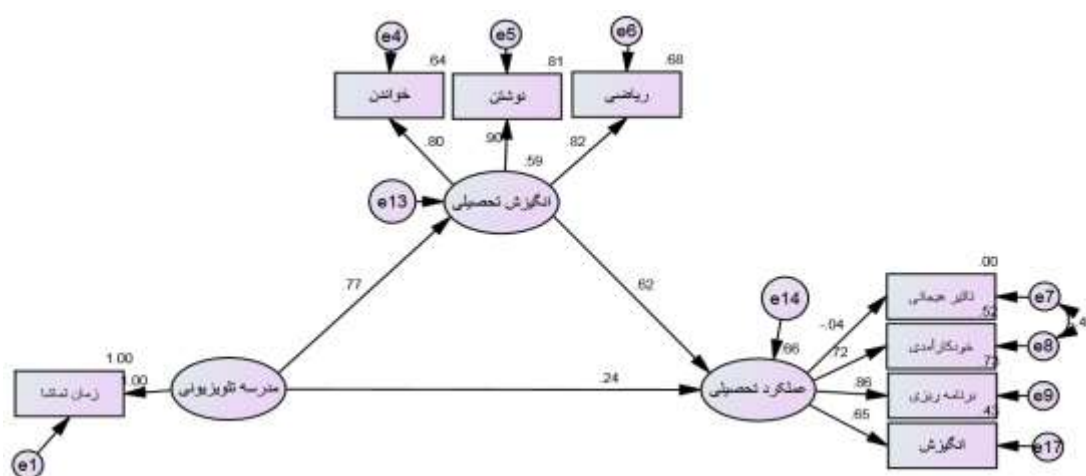 e4
e5
e6
.64
.81
.68
خواندن
نوشتن
ریاضی
.80
.90
.82
.59
e13
انگیزش تحصیلی
.77
.62
.00
e14
تاثیر هیجانی
e7
-.04
.52
.4
1.00
.66
.72
خودکارآمدی
e8
زمان تماشا
1.00
مدرسه تلویزیونی
.24
عملکرد تحصیلی
.73
.86
برنامه ریزی
e9
.43
.65
انگیزش
e17
e1